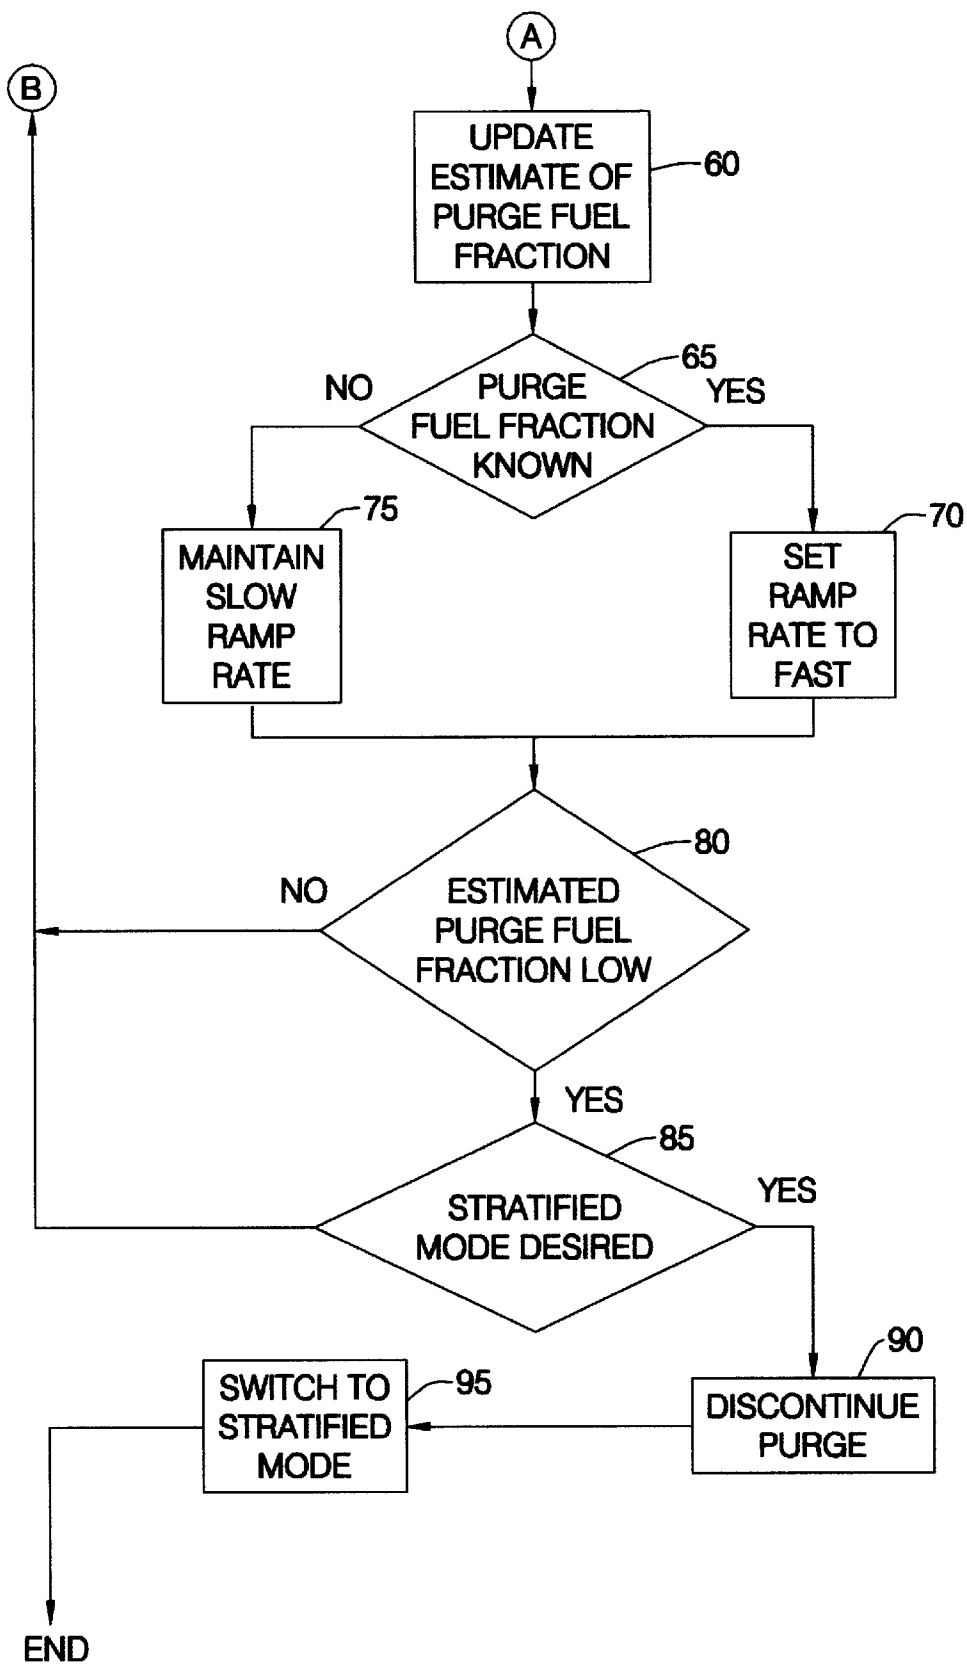 A
B
UPDATE
ESTIMATE OF
PURGE FUEL
FRACTION
60
65
NO
YES
PURGE
FUEL FRACTION
KNOWN
75
70
MAINTAIN
SLOW
RAMP
RATE
SET
RAMP
RATE TO
FAST
80
NO
ESTIMATED
PURGE FUEL
FRACTION LOW
YES
85
YES
STRATIFIED
MODE DESIRED
90
95
SWITCH TO
STRATIFIED
MODE
DISCONTINUE
PURGE
END